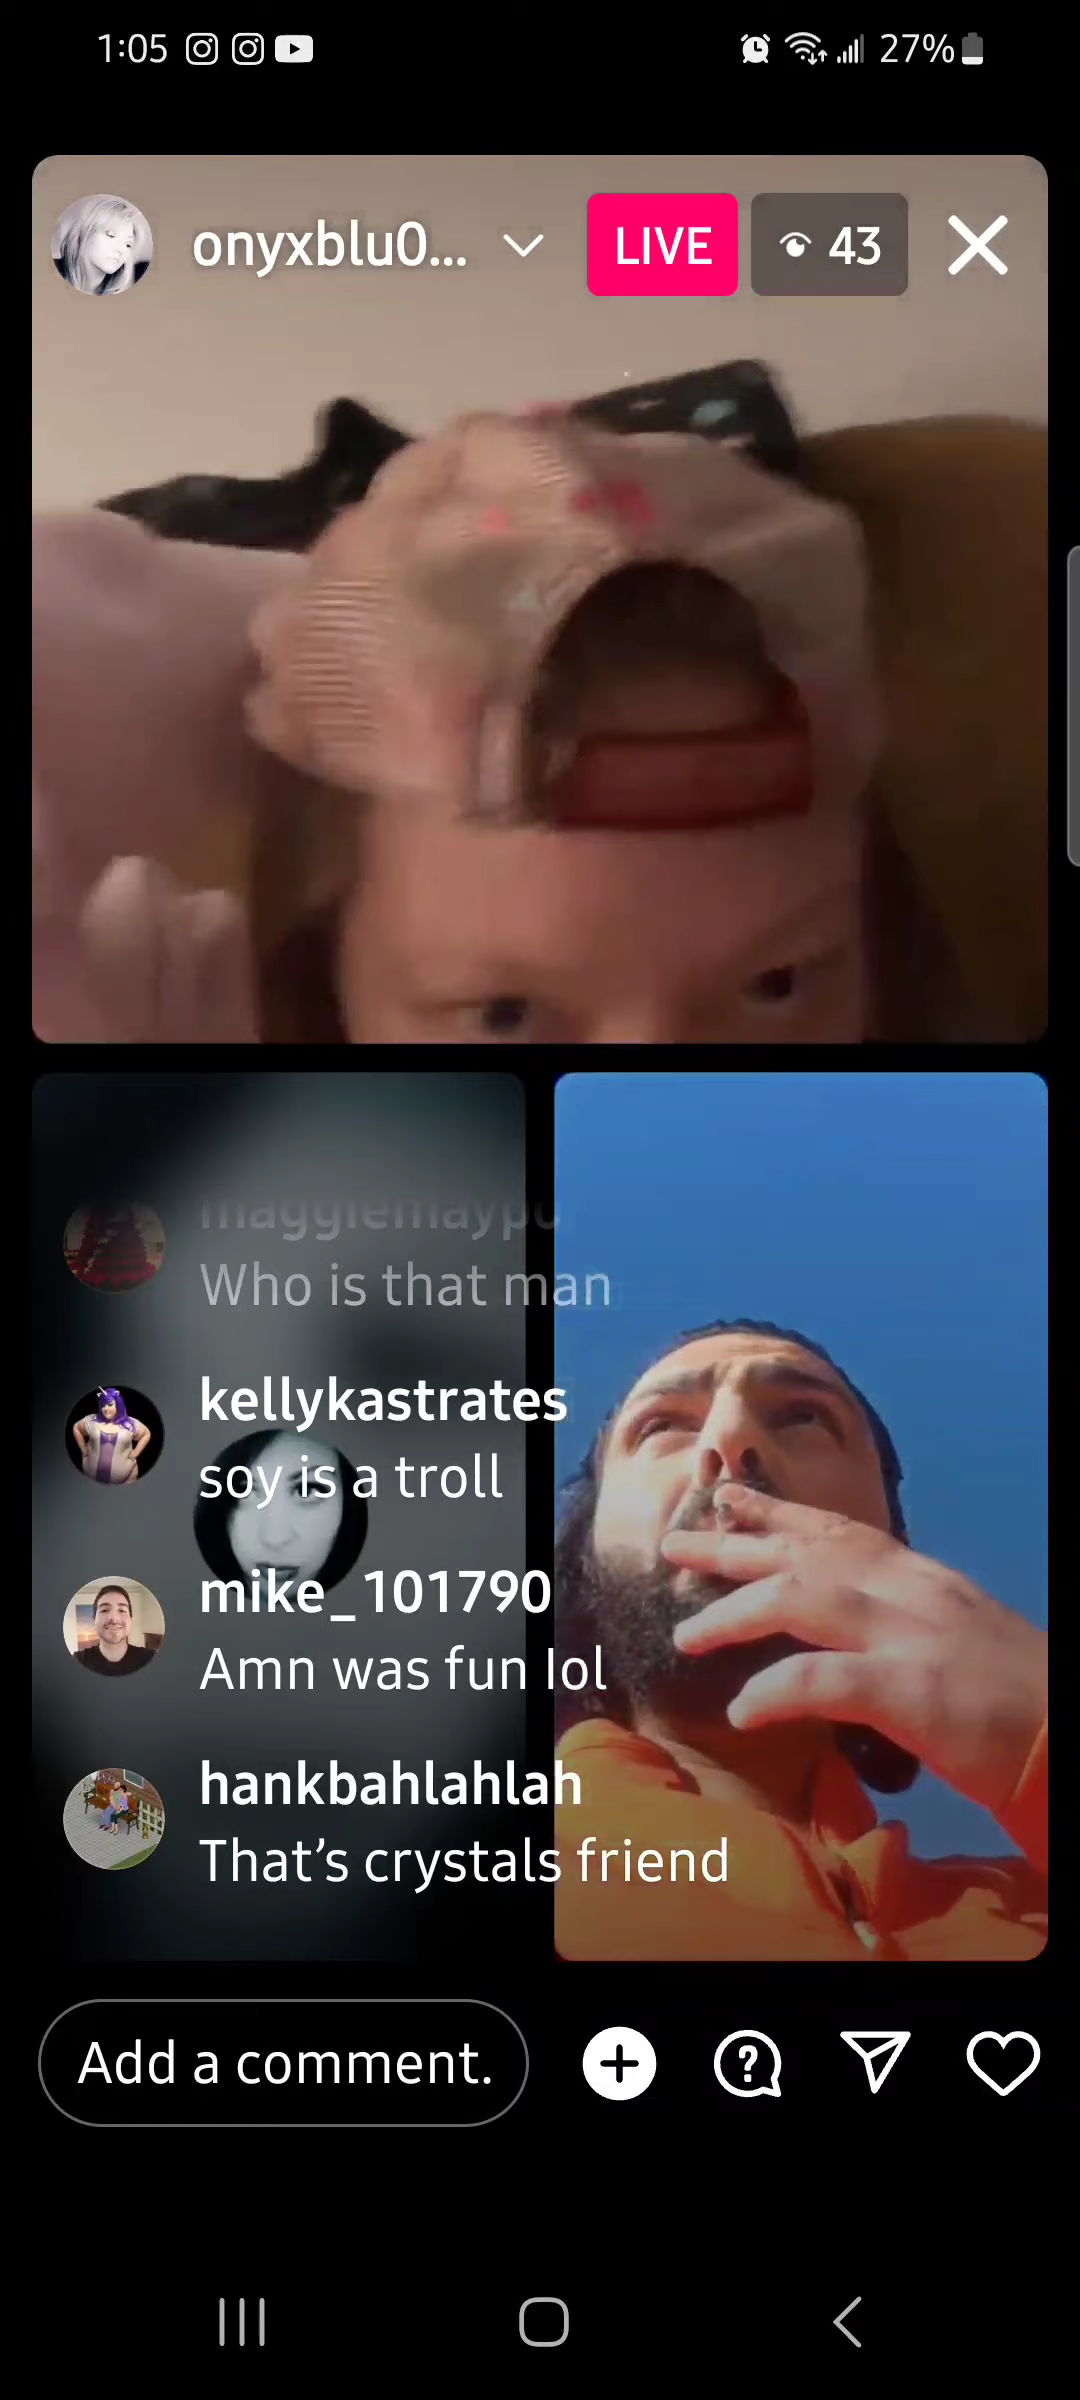 1:05
27%
onyxblu0...
LIVE
43
maggiemaypo
Who is that man
kellykastrates
soy is a troll
mike_101790
Amn was fun lol
hankbahlahlah
That’s crystals friend
Add a comment.